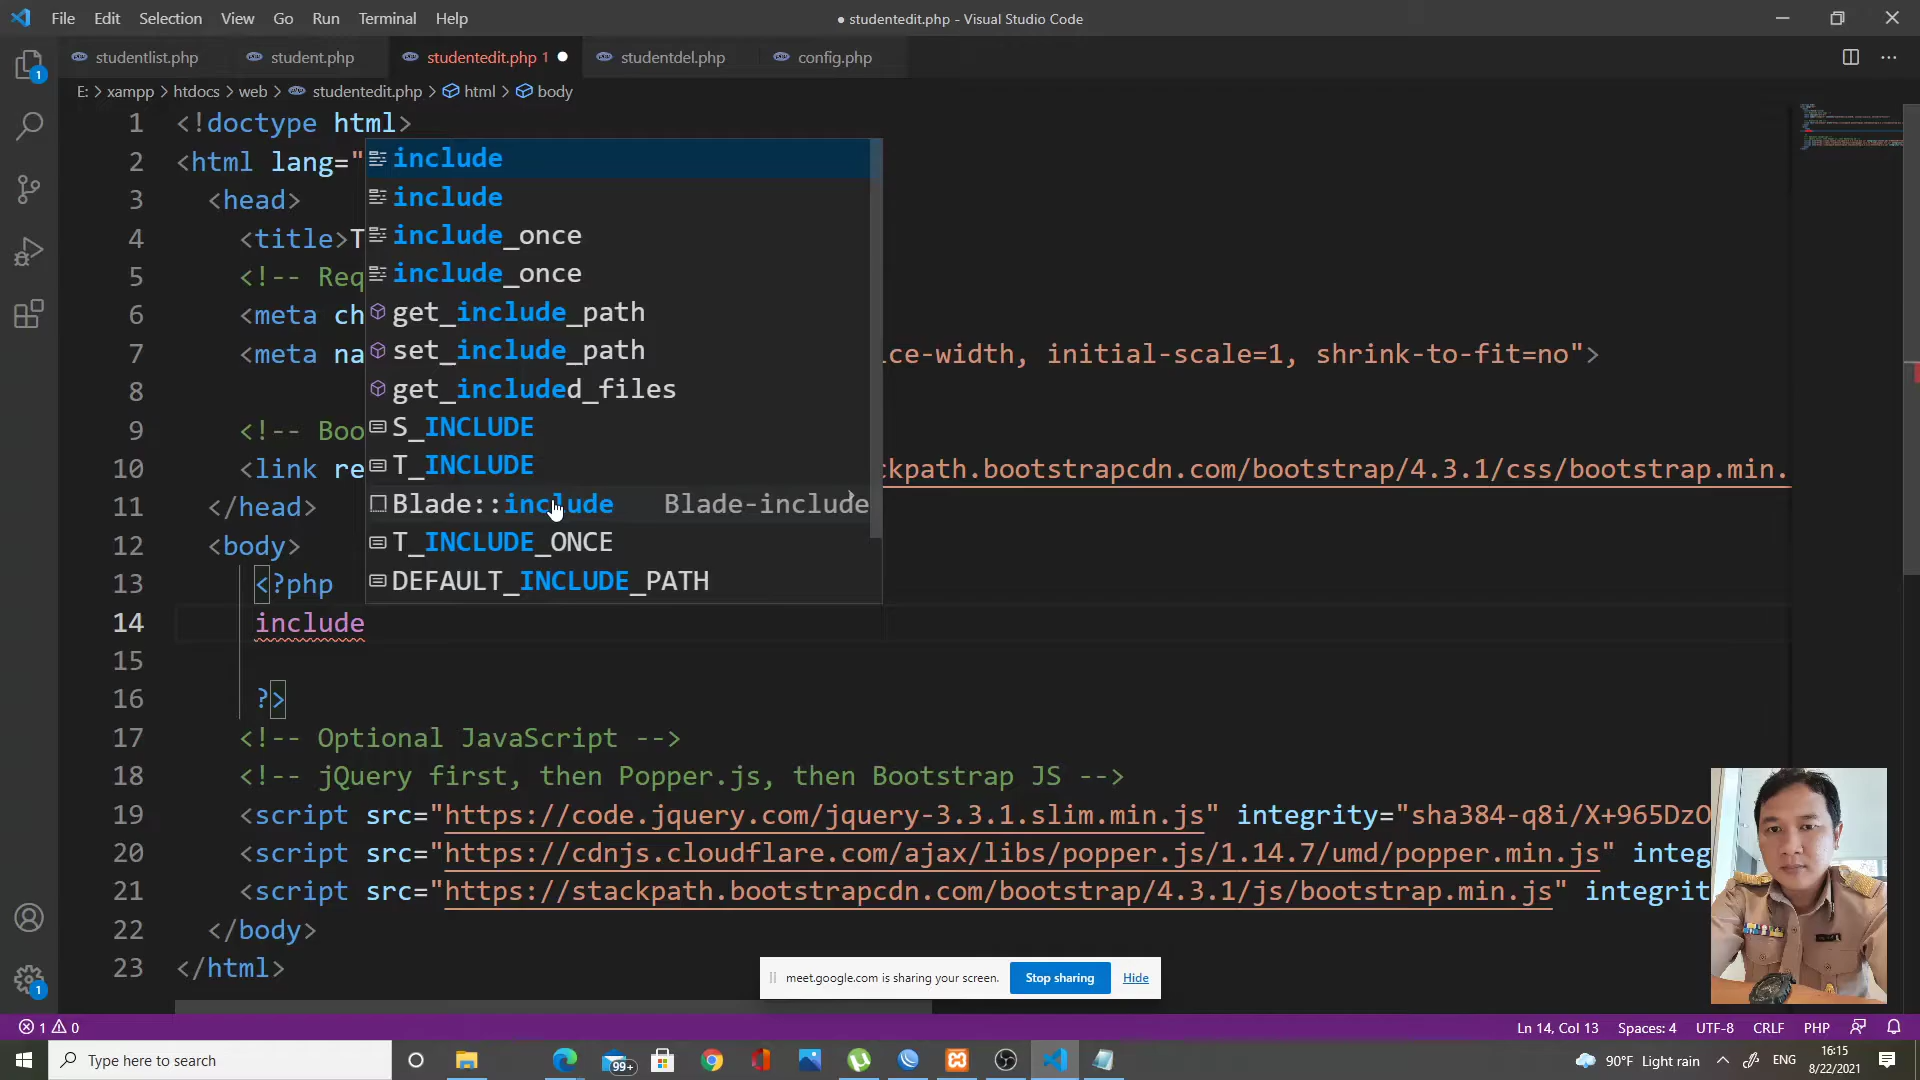 File Edit Selection View Go Run Terminal Help
● studentedit.php - Visual Studio Code
studentlist.php student.php studentedit.php 1 ● studentdel.php config.php
E: > xampp > htdocs > web > studentedit.php > html > body
1 <!doctype html>
2 <html lang="
3 <head>
4 <title>T
5 <!-- Req
6 <meta ch
7 <meta na ice-width, initial-scale=1, shrink-to-fit=no">
8
9 <!-- Boo
10 <link re ckpath.bootstrapcdn.com/bootstrap/4.3.1/css/bootstrap.min.
11 </head>
12 <body>
13 <?php
14 include
15
16 ?>
17 <!-- Optional JavaScript -->
18 <!-- jQuery first, then Popper.js, then Bootstrap JS -->
19 <script src="https://code.jquery.com/jquery-3.3.1.slim.min.js" integrity="sha384-q8i/X+965DzO
20 <script src="https://cdnjs.cloudflare.com/ajax/libs/popper.js/1.14.7/umd/popper.min.js" integ
21 <script src="https://stackpath.bootstrapcdn.com/bootstrap/4.3.1/js/bootstrap.min.js" integrit
22 </body>
23 </html>
include
include
include_once
include_once
get_include_path
set_include_path
get_included_files
S_INCLUDE
T_INCLUDE
Blade::include Blade-include
T_INCLUDE_ONCE
DEFAULT_INCLUDE_PATH
meet.google.com is sharing your screen. Stop sharing Hide
1 0
Ln 14, Col 13 Spaces: 4 UTF-8 CRLF PHP
Type here to search
99+
90°F Light rain
ENG
16:15
8/22/2021
1
1